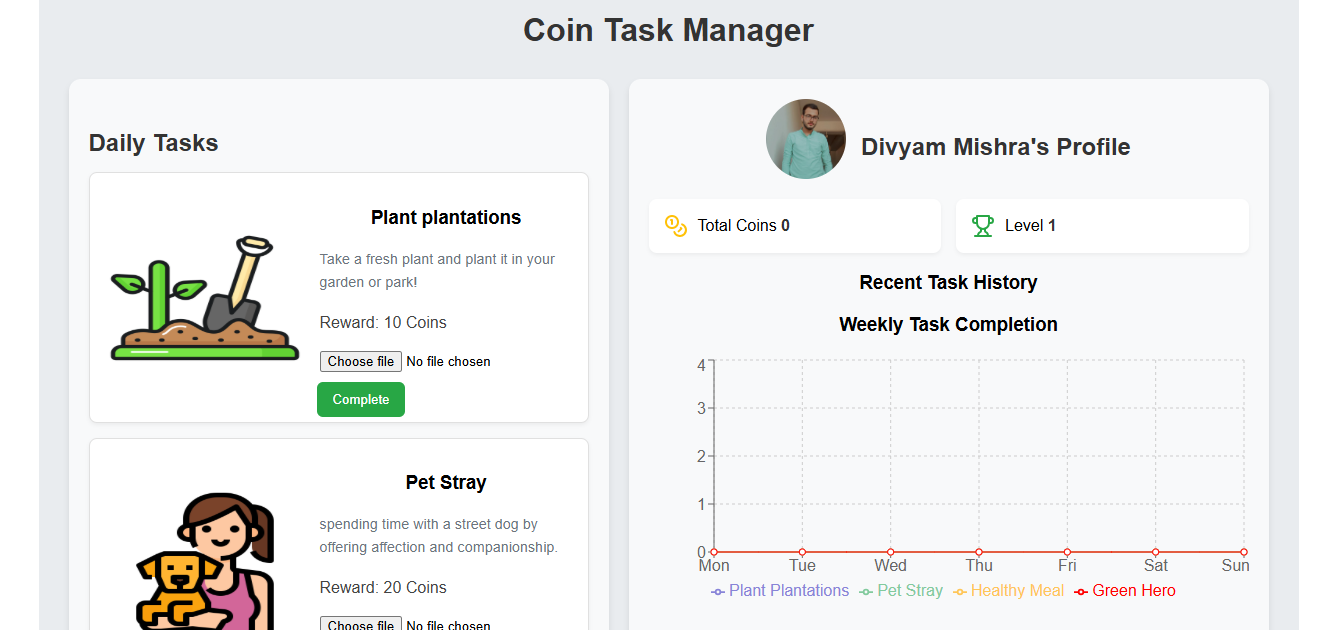 Coin Task Manager
Daily Tasks
Plant plantations
Take a fresh plant and plant it in your
garden or park!
Reward: 10 Coins
Choose file No file chosen
Complete
Pet Stray
spending time with a street dog by
offering affection and companionship.
Reward: 20 Coins
Choose file No file chosen
Divyam Mishra's Profile
Total Coins 0
Level 1
Recent Task History
Weekly Task Completion
4
3
2
1
0
Mon Tue Wed Thu Fri Sat Sun
Plant Plantations Pet Stray Healthy Meal Green Hero